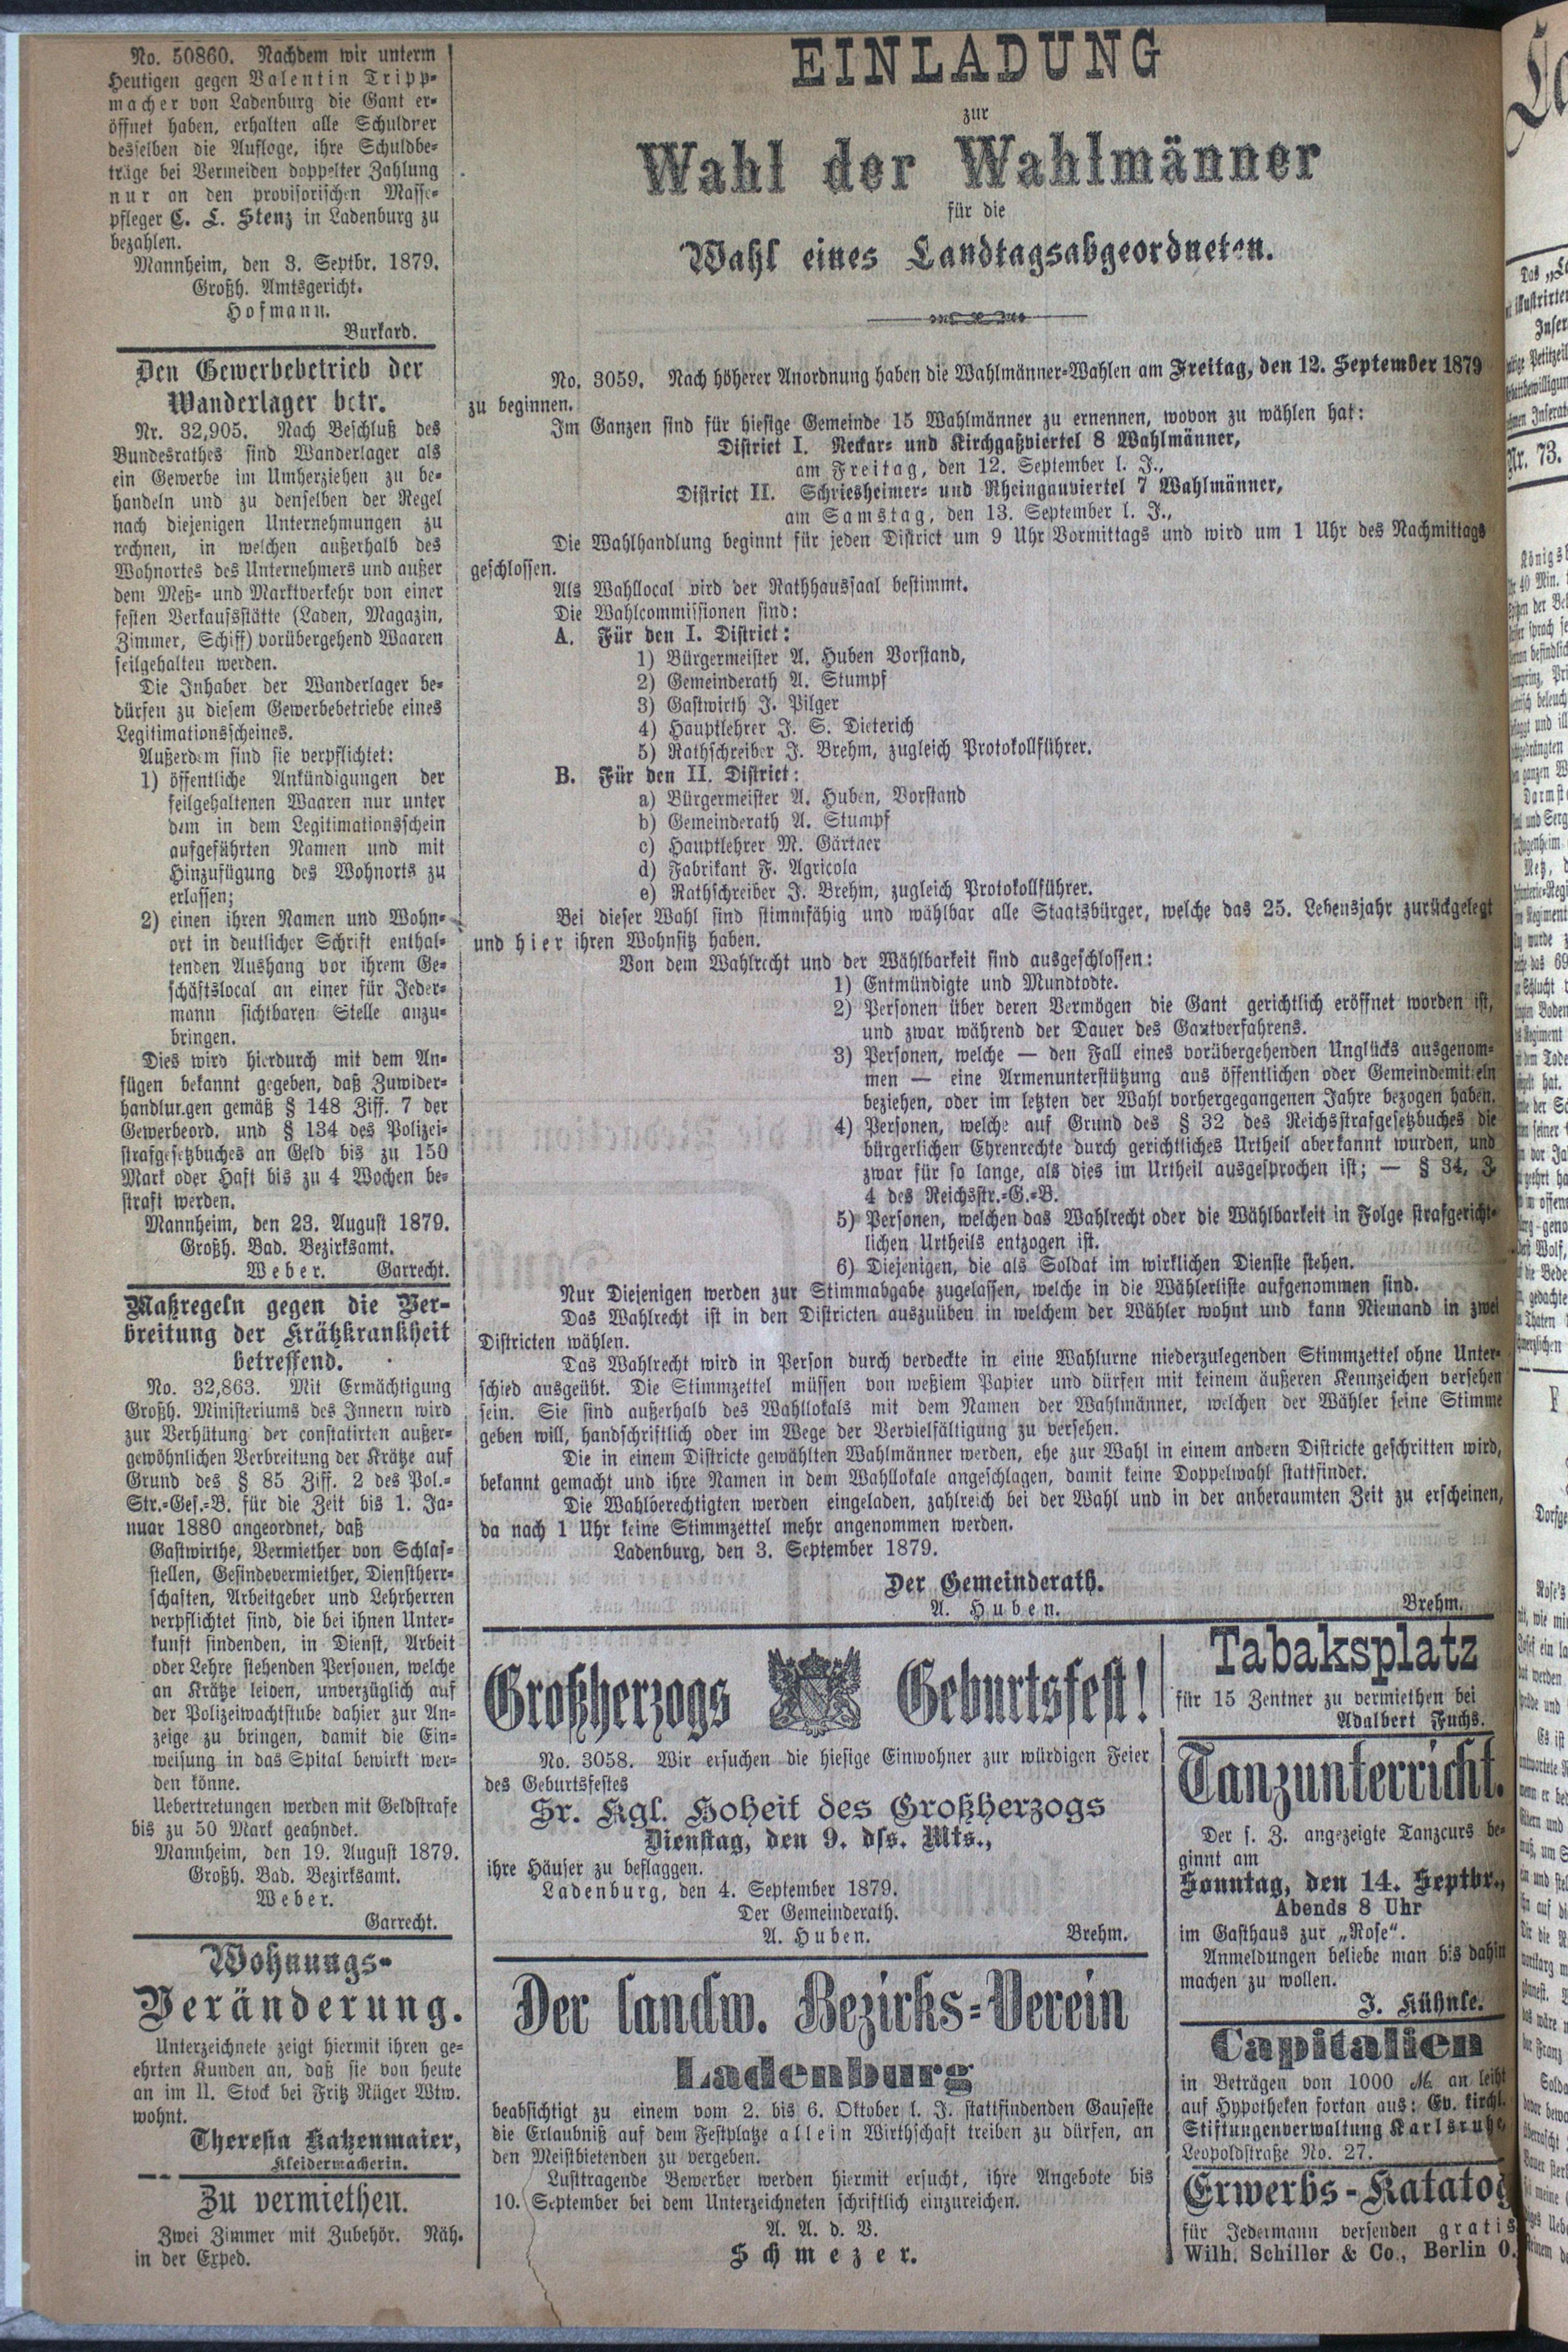 No. 50860. Nachdem wir unterm
Heutigen gegen Valentin Tripp-
macher von Ladenburg die Gant er-
öffnet haben, erhalten alle Schuldner
desselben die Auflage, ihre Schuldbe-
träge bei Vermeiden doppelter Zahlung
nur an den provisorischen Masse-
pfleger C. L. Stenz in Ladenburg zu
bezahlen.
Mannheim, den 3. Septbr. 1879.
Großh. Amtsgericht.
Hofmann.
Burkard.
Den Gewerbebetrieb der
Wanderlager betr.
Nr. 32,905. Nach Beschluß des
Bundesrathes sind Wanderlager als
ein Gewerbe im Umherziehen zu be-
handeln und zu denselben der Regel
nach diejenigen Unternehmungen zu
rechnen, in welchen außerhalb des
Wohnortes des Unternehmers und außer
dem Meß- und Marktverkehr von einer
festen Verkaufsstätte (Laden, Magazin,
Zimmer, Schiff) vorübergehend Waaren
feilgehalten werden.
Die Inhaber der Wanderlager be-
dürfen zu diesem Gewerbebetriebe eines
Legitimationsscheines.
Außerdem sind sie verpflichtet:
1) öffentliche Ankündigungen der
feilgehaltenen Waaren nur unter
dem in dem Legitimationsschein
aufgeführten Namen und mit
Hinzufügung des Wohnorts zu
erlassen;
2) einen ihren Namen und Wohn-
ort in deutlicher Schrift enthal-
tenden Aushang vor ihrem Ge-
schäftslocal an einer für Jeder-
mann sichtbaren Stelle anzu-
bringen.
Dies wird hierdurch mit dem An-
fügen bekannt gegeben, daß Zuwider-
handlungen gemäß § 148 Ziff. 7 der
Gewerbeord. und § 134 des Polizei-
strafgesetzbuches an Geld bis zu 150
Mark oder Haft bis zu 4 Wochen be-
straft werden.
Mannheim, den 23. August 1879.
Großh. Bad. Bezirksamt.
Weber. Garrecht.
Maßregeln gegen die Ver-
breitung der Krätzkrankheit
betreffend.
No. 32,863. Mit Ermächtigung
Großh. Ministeriums des Innern wird
zur Verhütung der constatirten außer-
gewöhnlichen Verbreitung der Krätze auf
Grund des § 85 Ziff. 2 des Pol.-
Str.-Ges.-B. für die Zeit bis 1. Ja-
nuar 1880 angeordnet, daß
Gastwirthe, Vermiether von Schlaf-
stellen, Gesindevermiether, Dienstherr-
schaften, Arbeitgeber und Lehrherren
verpflichtet sind, die bei ihnen Unter-
kunft findenden, in Dienst, Arbeit
oder Lehre stehenden Personen, welche
an Krätze leiden, unverzüglich auf
der Polizeiwachtstube dahier zur An-
zeige zu bringen, damit die Ein-
weisung in das Spital bewirkt wer-
den könne.
Uebertretungen werden mit Geldstrafe
bis zu 50 Mark geahndet.
Mannheim, den 19. August 1879.
Großh. Bad. Bezirksamt.
Weber.
Garrecht.
Wohnungs-
Veränderung.
Unterzeichnete zeigt hiermit ihren ge-
ehrten Kunden an, daß sie von heute
an im II. Stock bei Fritz Rüger Wtw.
wohnt.
Theresia Katzenmaier,
Kleidermacherin.
Zu vermiethen.
Zwei Zimmer mit Zubehör. Näh.
in der Exped.
EINLADUNG
zur
Wahl der Wahlmänner
für die
Wahl eines Landtagsabgeordneten.
No. 3059. Nach höherer Anordnung haben die Wahlmänner-Wahlen am Freitag, den 12. September 1879
zu beginnen.
Im Ganzen sind für hiesige Gemeinde 15 Wahlmänner zu ernennen, wovon zu wählen hat:
District I. Neckar- und Kirchgaßviertel 8 Wahlmänner,
am Freitag, den 12. September l. J.,
District II. Schriesheimer- und Rheingauviertel 7 Wahlmänner,
am Samstag, den 13. September l. J.,
Die Wahlhandlung beginnt für jeden District um 9 Uhr Vormittags und wird um 1 Uhr des Nachmittags
geschlossen.
Als Wahllocal wird der Rathhaussaal bestimmt.
Die Wahlcommissionen sind:
A. Für den I. District:
1) Bürgermeister A. Huben Vorstand,
2) Gemeinderath A. Stumpf
3) Gastwirth J. Pilger
4) Hauptlehrer J. S. Dieterich
5) Rathschreiber J. Brehm, zugleich Protokollführer.
B. Für den II. District:
a) Bürgermeister A. Huben, Vorstand
b) Gemeinderath A. Stumpf
c) Hauptlehrer M. Gärtner
d) Fabrikant F. Agricola
e) Rathschreiber J. Brehm, zugleich Protokollführer.
Bei dieser Wahl sind stimmfähig und wählbar alle Staatsbürger, welche das 25. Lebensjahr zurückgelegt
und hier ihren Wohnsitz haben.
Von dem Wahlrecht und der Wählbarkeit sind ausgeschlossen:
1) Entmündigte und Mundtodte.
2) Personen über deren Vermögen die Gant gerichtlich eröffnet worden ist,
und zwar während der Dauer des Gantverfahrens.
3) Personen, welche — den Fall eines vorübergehenden Unglücks ausgenom-
men — eine Armenunterstützung aus öffentlichen oder Gemeindemitteln
beziehen, oder im letzten der Wahl vorhergegangenen Jahre bezogen haben.
4) Personen, welche auf Grund des § 32 des Reichsstrafgesetzbuches die
bürgerlichen Ehrenrechte durch gerichtliches Urtheil aberkannt wurden, und
zwar für so lange, als dies im Urtheil ausgesprochen ist; — § 34, Z.
4 des Reichsstr.-G.-B.
5) Personen, welchen das Wahlrecht oder die Wählbarkeit in Folge strafgericht-
lichen Urtheils entzogen ist.
6) Diejenigen, die als Soldat im wirklichen Dienste stehen.
Nur Diejenigen werden zur Stimmabgabe zugelassen, welche in die Wählerliste aufgenommen sind.
Das Wahlrecht ist in den Districten auszuüben in welchem der Wähler wohnt und kann Niemand in zwei
Districten wählen.
Das Wahlrecht wird in Person durch verdeckte in eine Wahlurne niederzulegenden Stimmzettel ohne Unter-
schied ausgeübt. Die Stimmzettel müssen von weßiem Papier und dürfen mit keinem äußeren Kennzeichen versehen
sein. Sie sind außerhalb des Wahllokals mit dem Namen der Wahlmänner, welchen der Wähler seine Stimme
geben will, handschriftlich oder im Wege der Vervielfältigung zu versehen.
Die in einem Districte gewählten Wahlmänner werden, ehe zur Wahl in einem andern Districte geschritten wird,
bekannt gemacht und ihre Namen in dem Wahllokale angeschlagen, damit keine Doppelwahl stattfindet.
Die Wahlberechtigten werden eingeladen, zahlreich bei der Wahl und in der anberaumten Zeit zu erscheinen,
da nach 1 Uhr keine Stimmzettel mehr angenommen werden.
Ladenburg, den 3. September 1879.
Der Gemeinderath.
A. Huben.
Brehm.
Großherzogs Geburtsfest!
No. 3058. Wir ersuchen die hiesige Einwohner zur würdigen Feier
des Geburtsfestes
Sr. Kgl. Hoheit des Großherzogs
Dienstag, den 9. dss. Mts.,
ihre Häuser zu beflaggen.
Ladenburg, den 4. September 1879.
Der Gemeinderath.
A. Huben. Brehm.
Der landw. Bezirks-Verein
Ladenburg
beabsichtigt zu einem vom 2. bis 6. Oktober l. J. stattfindenden Gaufeste
die Erlaubniß auf dem Festplatze allein Wirthschaft treiben zu dürfen, an
den Meistbietenden zu vergeben.
Lusttragende Bewerber werden hiermit ersucht, ihre Angebote bis
10. September bei dem Unterzeichneten schriftlich einzureichen.
A. A. d. V.
Schmezer.
Tabaksplatz
für 15 Zentner zu vermiethen bei
Adalbert Fuchs.
Tanzunterricht.
Der s. Z. angezeigte Tanzcurs be-
ginnt am
Sonntag, den 14. Septbr.,
Abends 8 Uhr
im Gasthaus zur „Rose“.
Anmeldungen beliebe man bis dahin
machen zu wollen.
J. Kühnle.
Capitalien
in Beträgen von 1000 M. an leiht
auf Hypotheken fortan aus: Ev. kirchl.
Stiftungenverwaltung Karlsruhe,
Leopoldstraße No. 27.
Erwerbs-Katalog
für Jedermann versenden gratis
Wilh. Schiller & Co., Berlin O.
Nr. 73.